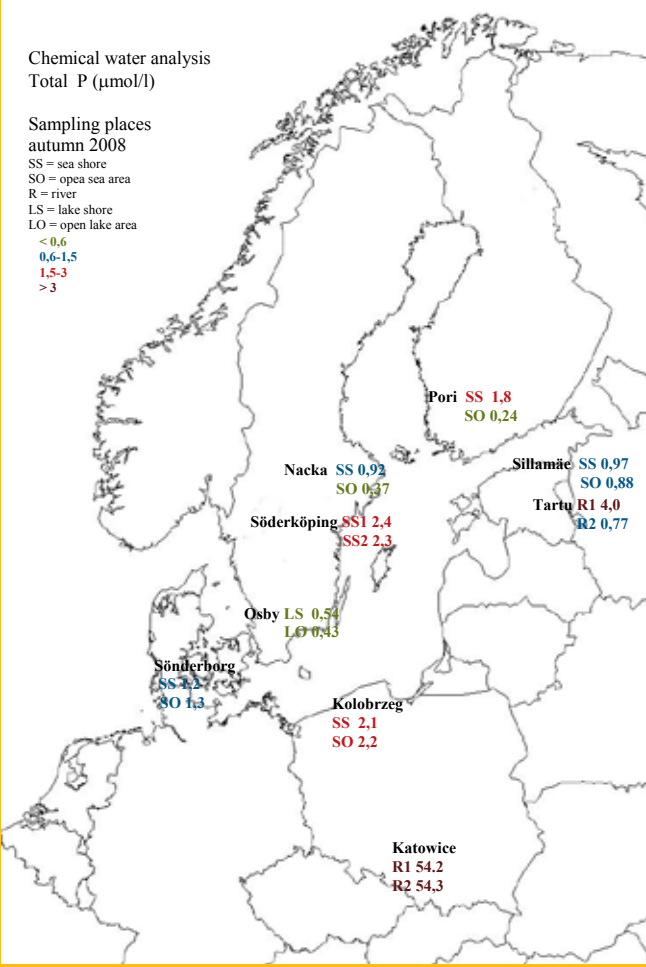 Chemical water analysis
Total P (µmol/l)
Sampling places
autumn 2008
SS = sea shore
SO = opea sea area
R = river
LS = lake shore
LO = open lake area
< 0,6
0,6-1,5
1,5-3
> 3
Pori SS 1,8
SO 0,24
Nacka SS 0,92
SO 0,37
Sillamäe SS 0,97
SO 0,88
Tartu R1 4,0
R2 0,77
Söderköping SS1 2,4
SS2 2,3
Osby LS 0,54
LO 0,43
Sönderborg
SS 1,2
SO 1,3
Kolobrzeg
SS 2,1
SO 2,2
Katowice
R1 54.2
R2 54,3